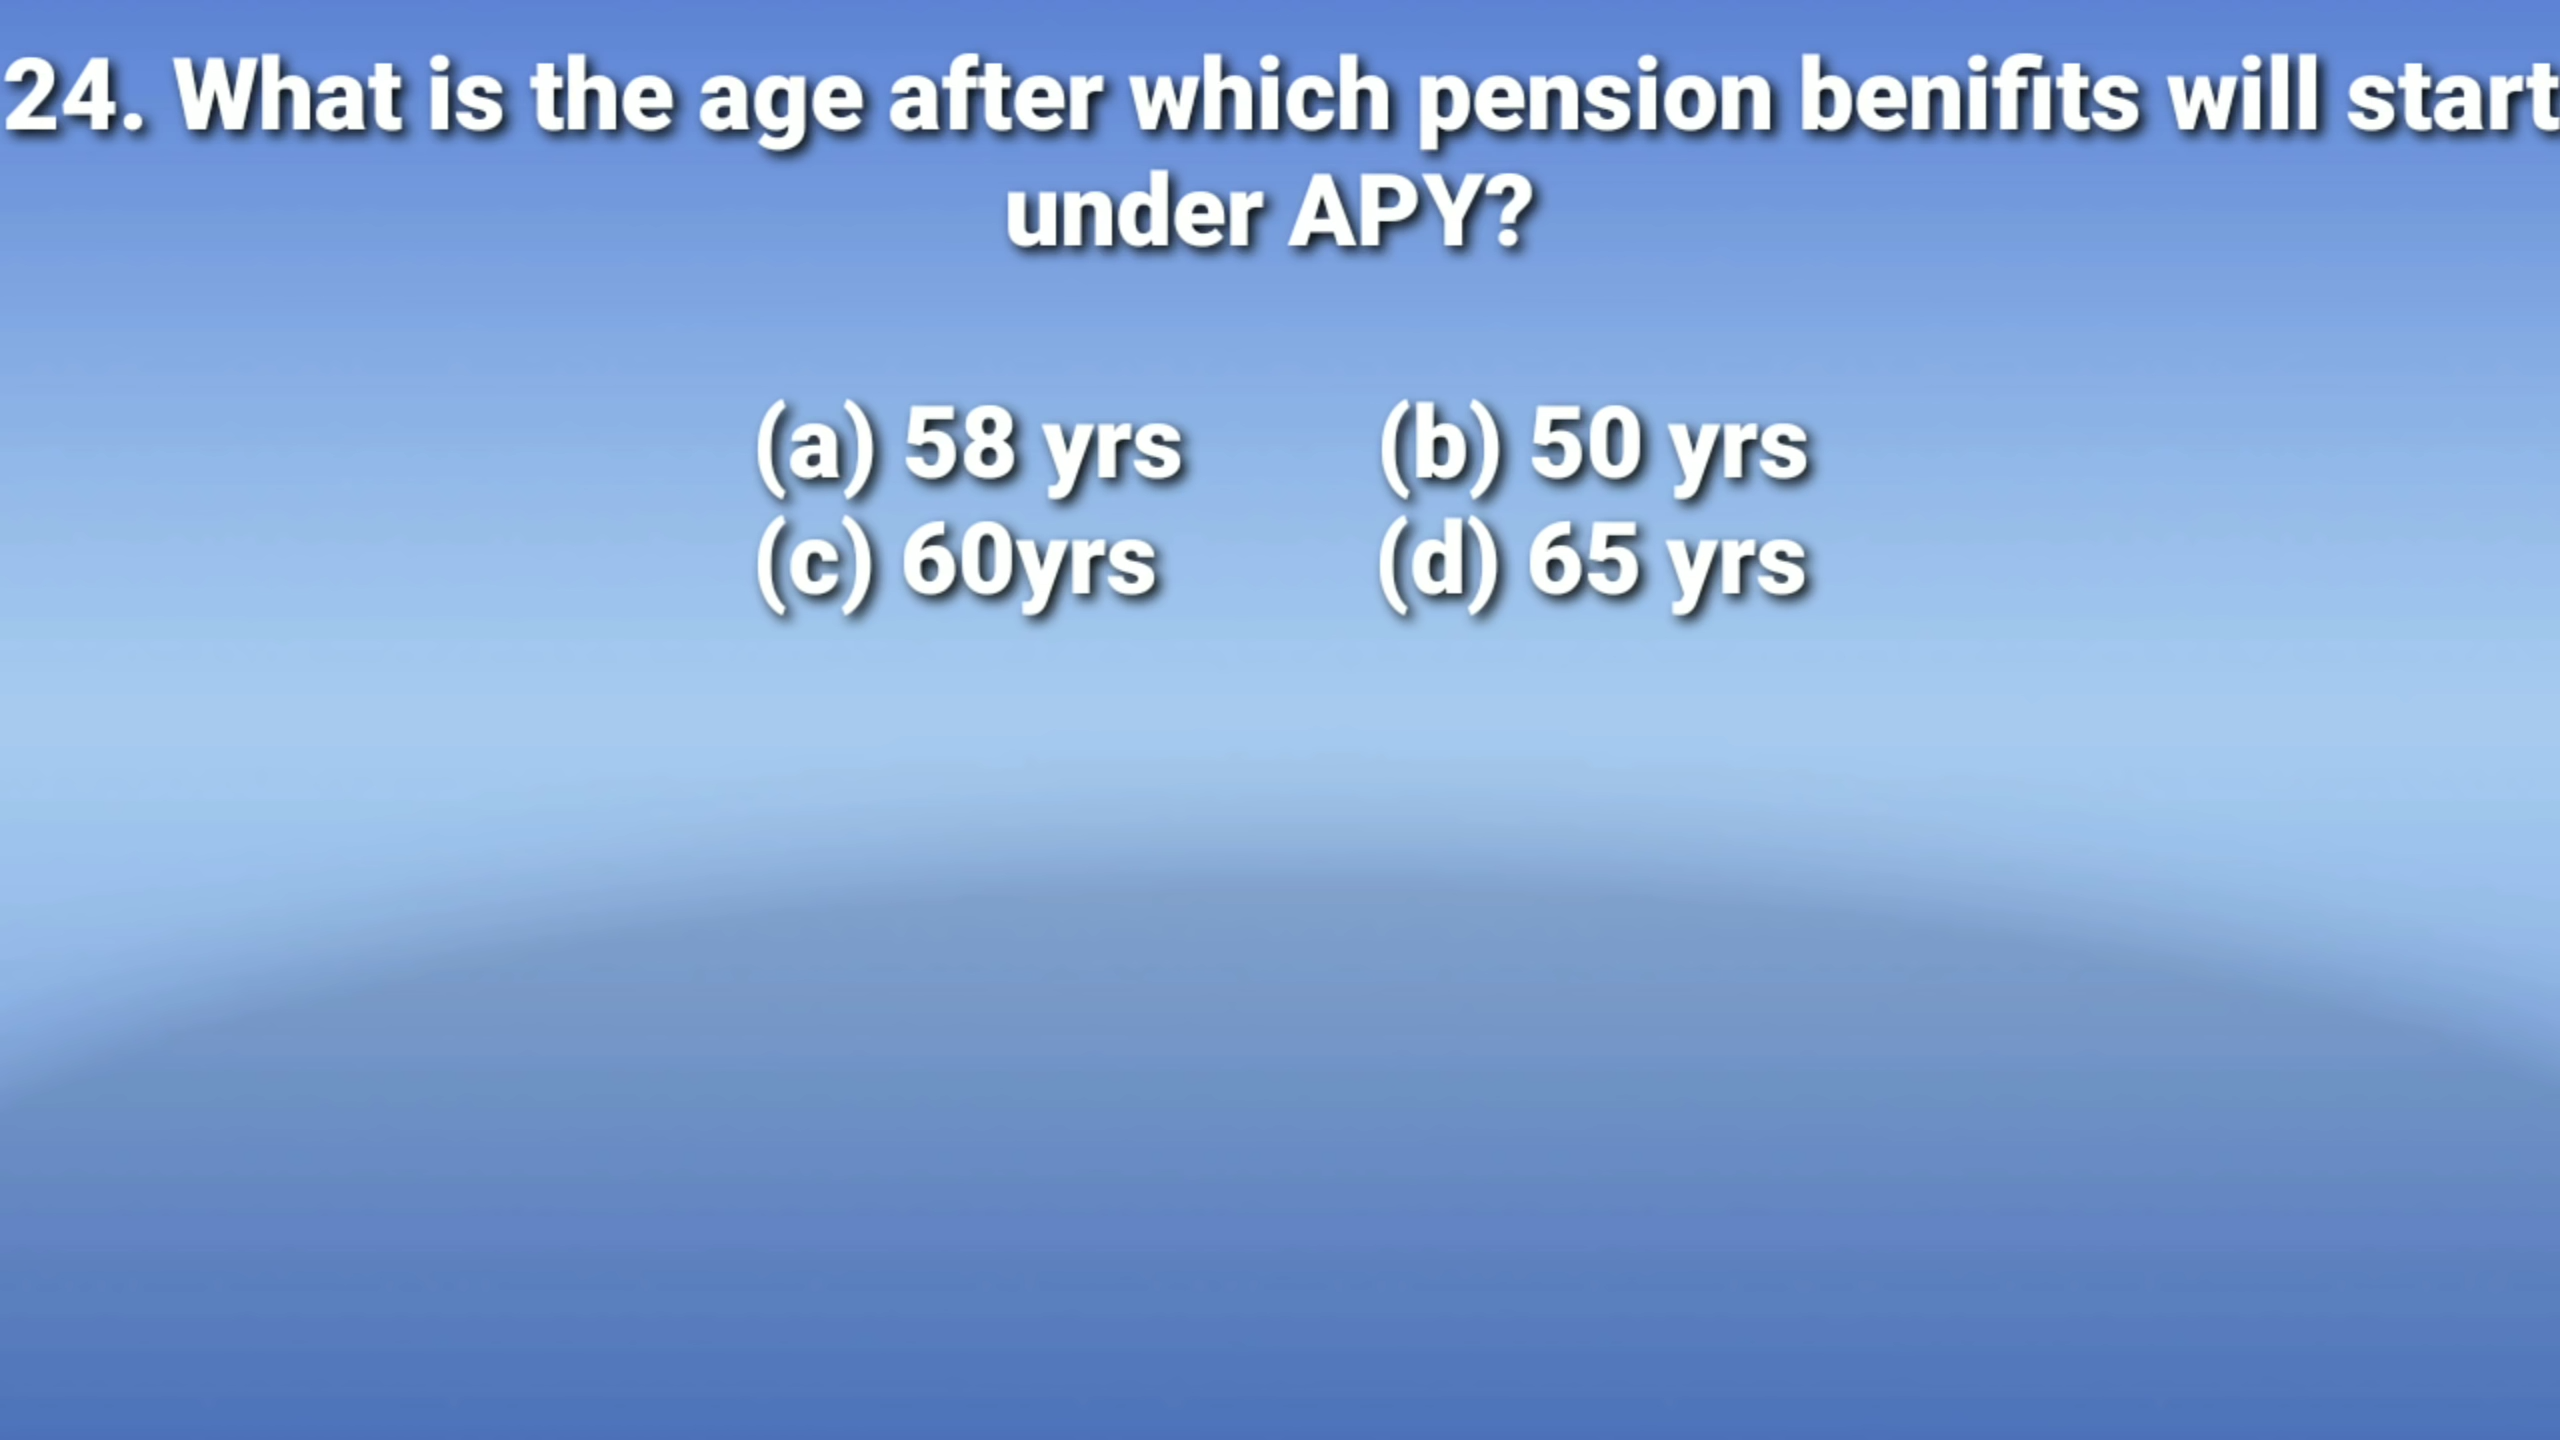 24. What is the age after which pension benifits will start
under APY?
(a) 58 yrs (b) 50 yrs
(c) 60yrs (d) 65 yrs